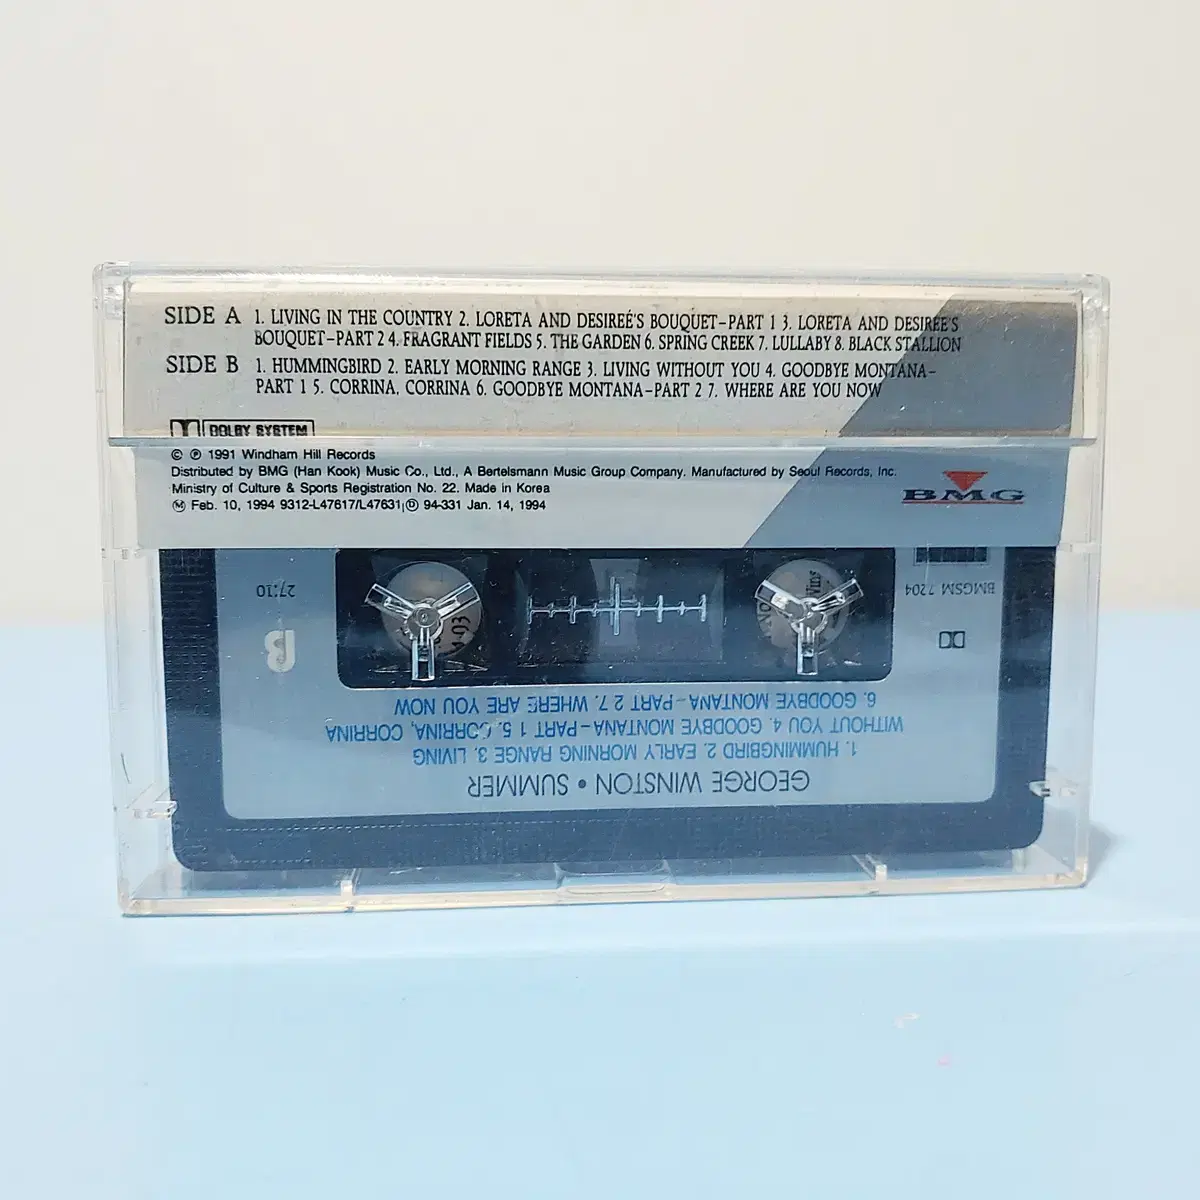 SIDE A 1. LIVING IN THE COUNTRY 2. LORETA AND DESIREÉ'S BOUQUET–PART 1 3. LORETA AND DESIREE'S
BOUQUET–PART 2 4. FRAGRANT FIELDS 5. THE GARDEN 6. SPRING CREEK 7. LULLABY 8. BLACK STALLION
SIDE B 1. HUMMINGBIRD 2. EARLY MORNING RANGE 3. LIVING WITHOUT YOU 4. GOODBYE MONTANA–
PART 1 5. CORRINA, CORRINA 6. GOODBYE MONTANA–PART 2 7. WHERE ARE YOU NOW
DOLBY SYSTEM
© ℗ 1991 Windham Hill Records
Distributed by BMG (Han Kook) Music Co., Ltd., A Bertelsmann Music Group Company. Manufactured by Seoul Records, Inc.
Ministry of Culture & Sports Registration No. 22. Made in Korea
Ⓜ Feb. 10, 1994 9312-L47617/L47631 Ⓓ 94-331 Jan. 14, 1994
BMG
GEORGE WINSTON • SUMMER
1. HUMMINGBIRD 2. EARLY MORNING RANGE 3. LIVING
WITHOUT YOU 4. GOODBYE MONTANA–PART 1 5. CORRINA, CORRINA
6. GOODBYE MONTANA–PART 2 7. WHERE ARE YOU NOW
B
27:10
BMGSM 7204